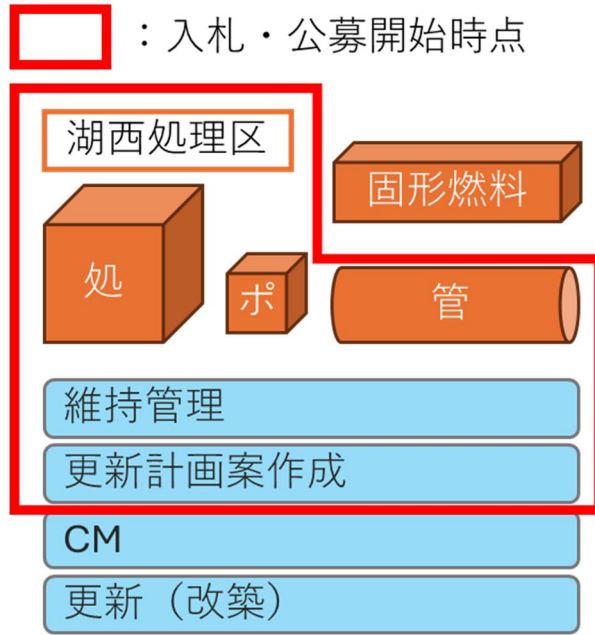 ：入札・公募開始時点
湖西処理区
固形燃料
処
ポ
管
維持管理
更新計画案作成
CM
更新（改築）